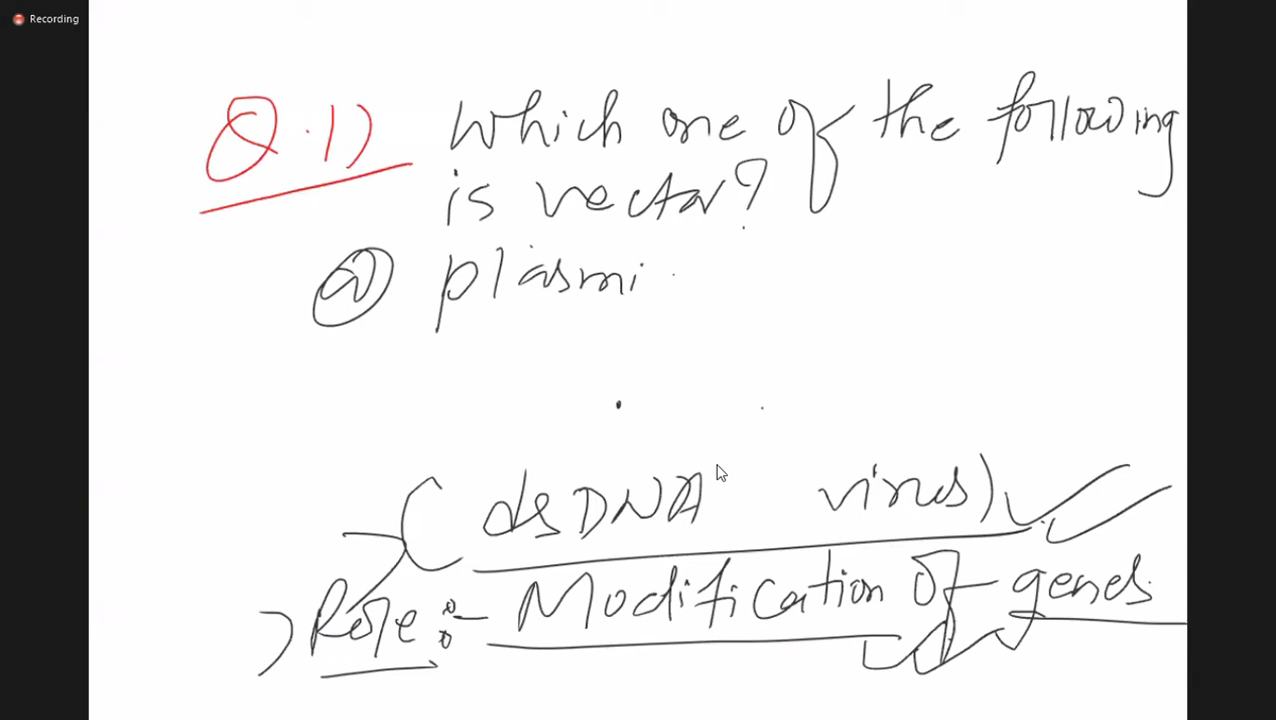 Recording
Q.1) Which one of the following
is vector?
a plasmi
(dsDNA virus)
) Role :- Modification of genes